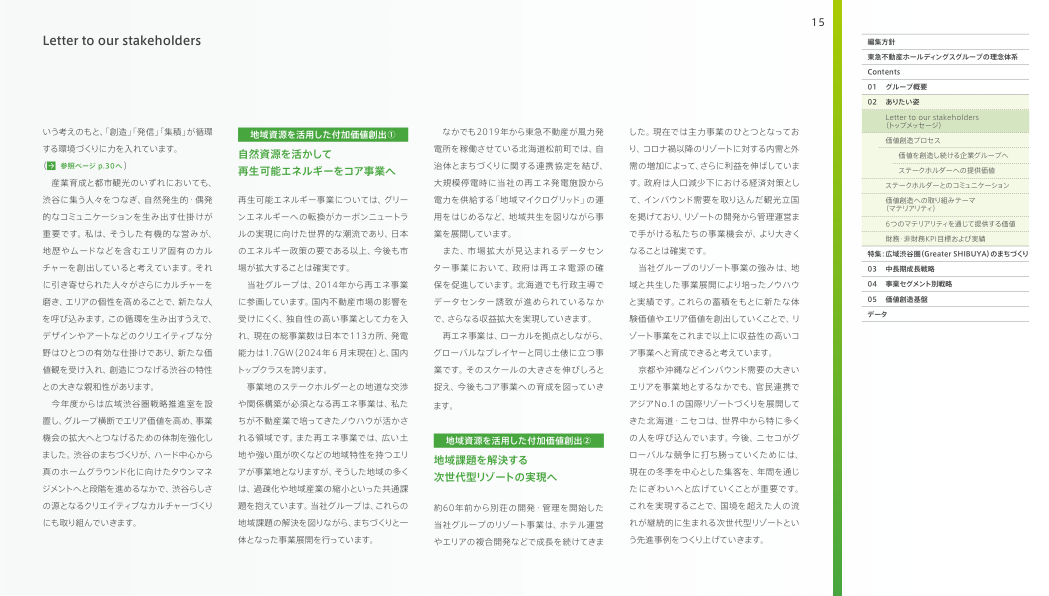 15
Letter to our stakeholders
いう考えのもと、「創造」「発信」「集積」が循環
する環境づくりに力を入れています。
（ 参照ページ p.30へ ）
産業育成と都市観光のいずれにおいても、
渋谷に集う人々をつなぎ、自然発生的・偶発
的なコミュニケーションを生み出す仕掛けが
重要です。私は、そうした有機的な営みが、
地歴やムードなどを含むエリア固有のカル
チャーを創出していると考えています。それ
に引き寄せられた人々がさらにカルチャーを
磨き、エリアの個性を高めることで、新たな人
を呼び込みます。この循環を生み出すうえで、
デザインやアートなどのクリエイティブな分
野はひとつの有効な仕掛けであり、新たな価
値観を受け入れ、創造につなげる渋谷の特性
との大きな親和性があります。
今年度からは広域渋谷圏戦略推進室を設
置し、グループ横断でエリア価値を高め、事業
機会の拡大へとつなげるための体制を強化し
ました。渋谷のまちづくりが、ハード中心から
真のホームグラウンド化に向けたタウンマネ
ジメントへと段階を進めるなかで、渋谷らしさ
の源となるクリエイティブなカルチャーづくり
にも取り組んでいきます。
地域資源を活用した付加価値創出①
自然資源を活かして
再生可能エネルギーをコア事業へ
再生可能エネルギー事業については、グリー
ンエネルギーへの転換がカーボンニュートラ
ルの実現に向けた世界的な潮流であり、日本
のエネルギー政策の要である以上、今後も市
場が拡大することは確実です。
当社グループは、2014年から再エネ事業
に参画しています。国内不動産市場の影響を
受けにくく、独自性の高い事業として力を入
れ、現在の総事業数は日本で113カ所、発電
能力は1.7GW（2024年６月末現在）と、国内
トップクラスを誇ります。
事業地のステークホルダーとの地道な交渉
や関係構築が必須となる再エネ事業は、私た
ちが不動産業で培ってきたノウハウが活かさ
れる領域です。また再エネ事業では、広い土
地や強い風が吹くなどの地域特性を持つエリ
アが事業地となりますが、そうした地域の多く
は、過疎化や地域産業の縮小といった共通課
題を抱えています。当社グループは、これらの
地域課題の解決を図りながら、まちづくりと一
体となった事業展開を行っています。
なかでも2019年から東急不動産が風力発
電所を稼働させている北海道松前町では、自
治体とまちづくりに関する連携協定を結び、
大規模停電時に当社の再エネ発電施設から
電力を供給する「地域マイクログリッド」の運
用をはじめるなど、地域共生を図りながら事
業を展開しています。
また、市場拡大が見込まれるデータセン
ター事業において、政府は再エネ電源の確
保を促進しています。北海道でも行政主導で
データセンター誘致が進められているなか
で、さらなる収益拡大を実現していきます。
再エネ事業は、ローカルを拠点としながら、
グローバルなプレイヤーと同じ土俵に立つ事
業です。そのスケールの大きさを伸びしろと
捉え、今後もコア事業への育成を図っていき
ます。
地域資源を活用した付加価値創出②
地域課題を解決する
次世代型リゾートの実現へ
約60年前から別荘の開発・管理を開始した
当社グループのリゾート事業は、ホテル運営
やエリアの複合開発などで成長を続けてきま
した。現在では主力事業のひとつとなってお
り、コロナ禍以降のリゾートに対する内需と外
需の増加によって、さらに利益を伸ばしていま
す。政府は人口減少下における経済対策とし
て、インバウンド需要を取り込んだ観光立国
を掲げており、リゾートの開発から管理運営ま
で手がける私たちの事業機会が、より大きく
なることは確実です。
当社グループのリゾート事業の強みは、地
域と共生した事業展開により培ったノウハウ
と実績です。これらの蓄積をもとに新たな体
験価値やエリア価値を創出していくことで、リ
ゾート事業をこれまで以上に収益性の高いコ
ア事業へと育成できると考えています。
京都や沖縄などインバウンド需要の大きい
エリアを事業地とするなかでも、官民連携で
アジアNo.1の国際リゾートづくりを展開して
きた北海道・ニセコは、世界中から特に多く
の人を呼び込んでいます。今後、ニセコがグ
ローバルな競争に打ち勝っていくためには、
現在の冬季を中心とした集客を、年間を通じ
たにぎわいへと広げていくことが重要です。
これを実現することで、国境を超えた人の流
れが継続的に生まれる次世代型リゾートとい
う先進事例をつくり上げていきます。
編集方針
東急不動産ホールディングスグループの理念体系
Contents
01 グループ概要
02 ありたい姿
Letter to our stakeholders
（トップメッセージ）
価値創造プロセス
価値を創造し続ける企業グループへ
ステークホルダーへの提供価値
ステークホルダーとのコミュニケーション
価値創造への取り組みテーマ
（マテリアリティ）
6つのマテリアリティを通じて提供する価値
財務・非財務KPI目標および実績
特集：広域渋谷圏（Greater SHIBUYA）のまちづくり
03 中長期成長戦略
04 事業セグメント別戦略
05 価値創造基盤
データ